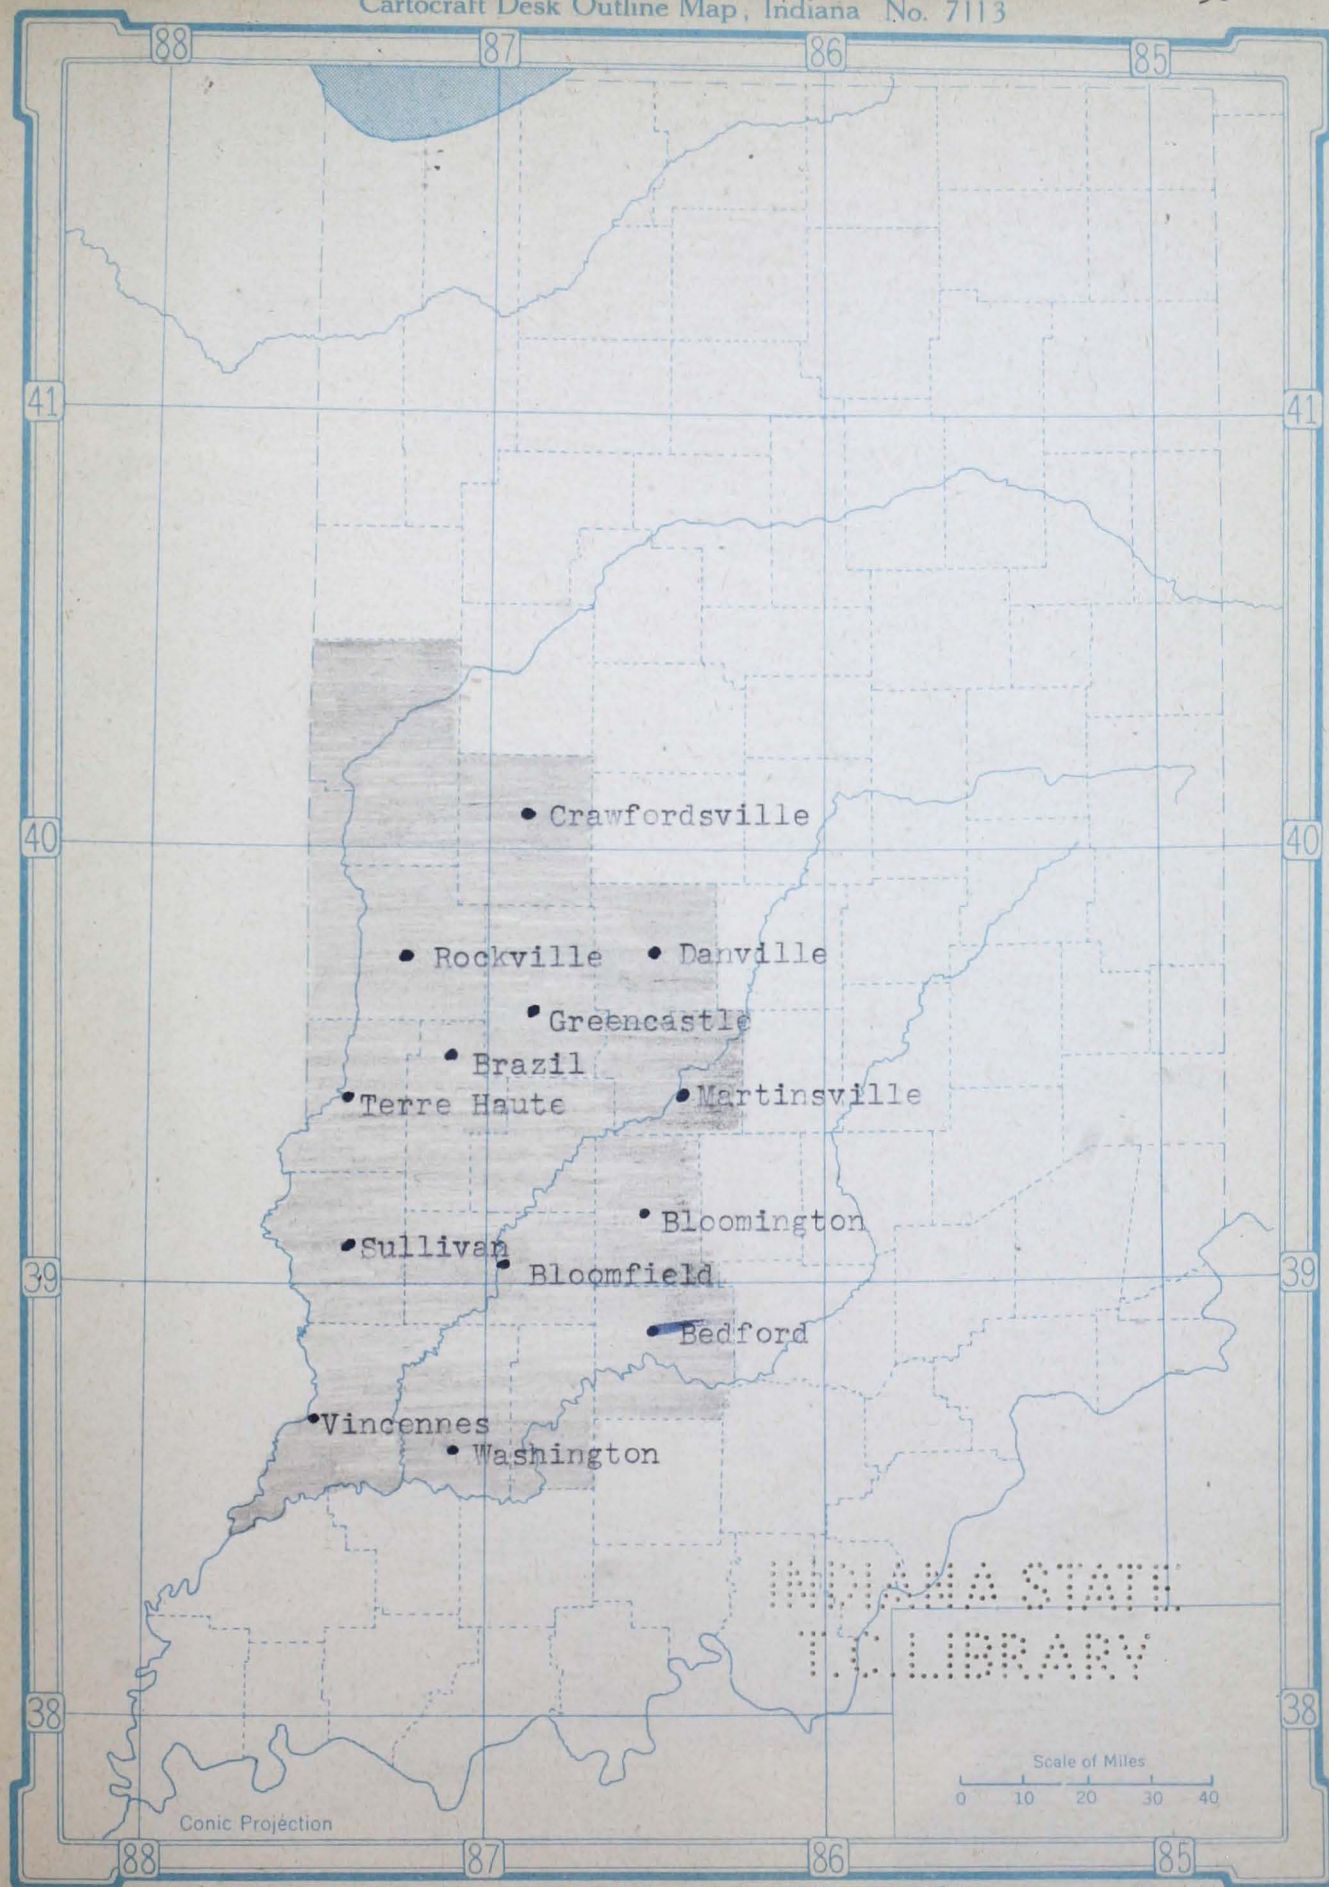 Cartocraft Desk Outline Map, Indiana No. 7113
88 87 86 85
41 41
Crawfordsville
40 40
Rockville Danville
Greencastle
Brazil
Terre Haute Martinsville
Bloomington
Sullivan
Bloomfield
39 39
Bedford
Vincennes
Washington
INDIANA STATE
T.C. LIBRARY
38 38
Scale of Miles
0 10 20 30 40
Conic Projection
88 87 86 85